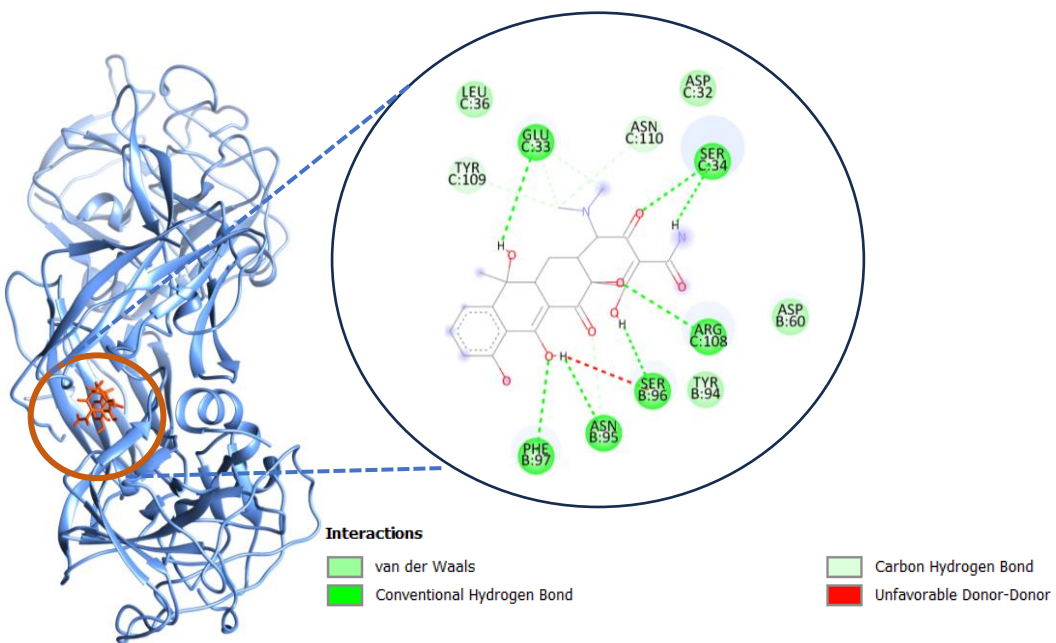 LEU
C:36
ASP
C:32
GLU
C:33
ASN
C:110
SER
C:34
TYR
C:109
N
O
H
N
H
O
O
O
O
H
ASP
B:60
ARG
C:108
O
O
H
SER
B:96
TYR
B:94
ASN
B:95
PHE
B:97
Interactions
van der Waals
Conventional Hydrogen Bond
Carbon Hydrogen Bond
Unfavorable Donor-Donor